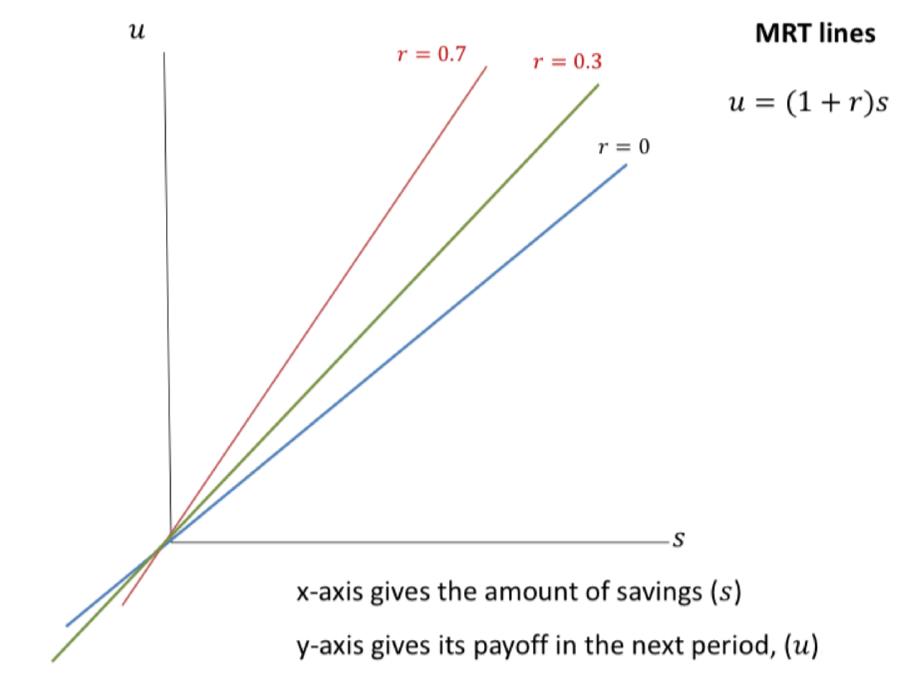 u
MRT lines
r = 0.7
r = 0.3
u = (1 + r)s
r = 0
s
x-axis gives the amount of savings (s)
y-axis gives its payoff in the next period, (u)